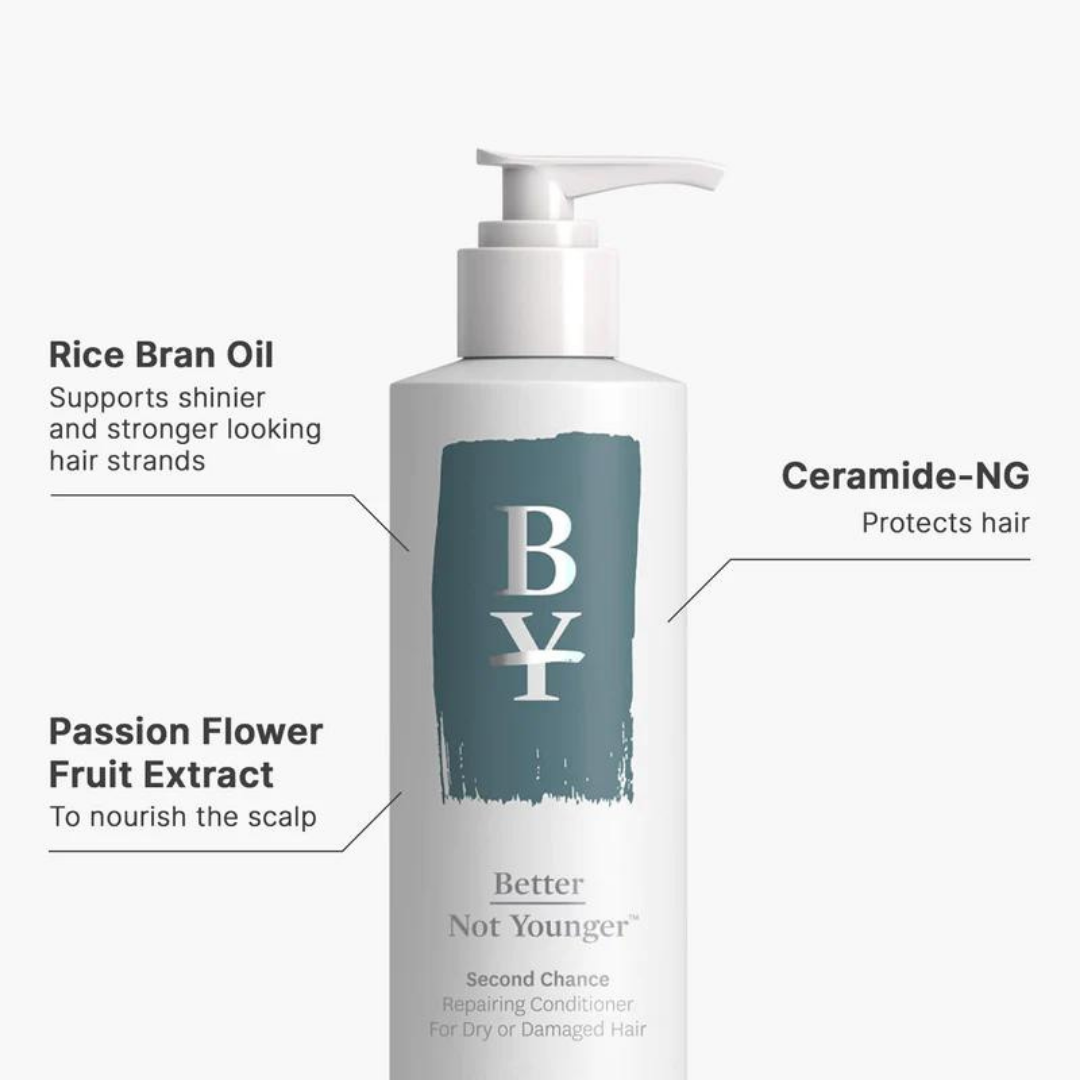 Rice Bran Oil
Supports shinier
and stronger looking
hair strands
Ceramide-NG
Protects hair
Passion Flower
Fruit Extract
To nourish the scalp
B
Y
Better
Not Younger™
Second Chance
Repairing Conditioner
For Dry or Damaged Hair